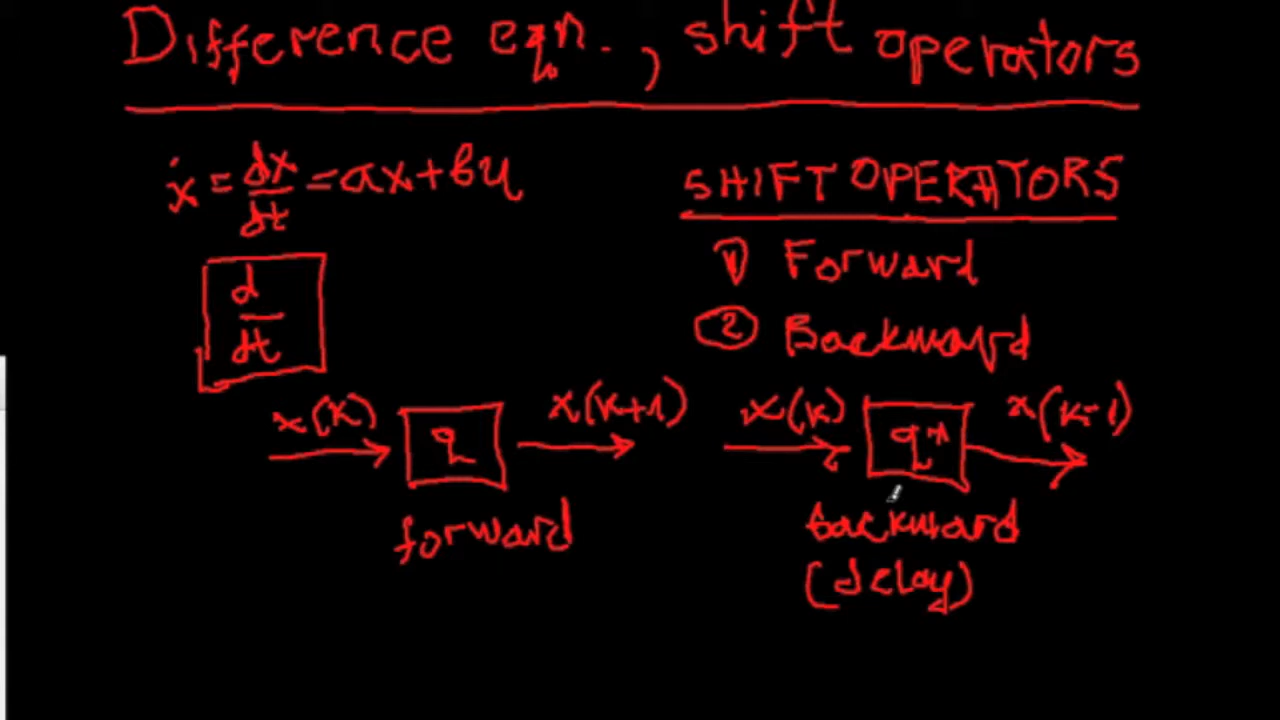 Difference eqn., shift operators
ẋ = dx/dt = ax + bu
d/dt
SHIFT OPERATORS
1) Forward
2 Backward
x(k) q x(k+1)
forward
x(k) q⁻¹ x(k-1)
backward
(delay)